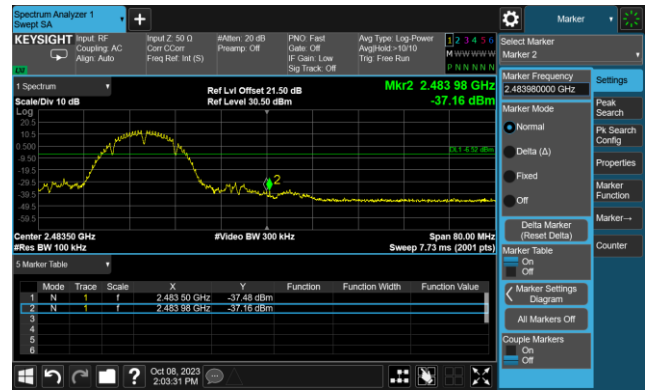 Spectrum Analyzer 1
Swept SA
KEYSIGHT
Input: RF
Coupling: AC
Align: Auto
Input Z: 50 Ω
Corr CCorr
Freq Ref: Int (S)
#Atten: 20 dB
Preamp: Off
PNO: Fast
Gate: Off
IF Gain: Low
Sig Track: Off
Avg Type: Log-Power
Avg|Hold:>10/10
Trig: Free Run
1 2 3 4 5 6
M W W W W W
P N N N N N
1 Spectrum
Scale/Div 10 dB
Ref Lvl Offset 21.50 dB
Ref Level 30.50 dBm
Mkr2 2.483 98 GHz
-37.16 dBm
Log
20.5
10.5
0.500
-9.50
-19.5
-29.5
-39.5
-49.5
-59.5
DL1 -6.52 dBm
2
Center 2.48350 GHz
#Res BW 100 kHz
#Video BW 300 kHz
Span 80.00 MHz
Sweep 7.73 ms (2001 pts)
5 Marker Table
Mode Trace Scale X Y Function Function Width Function Value
1 N 1 f 2.483 50 GHz -37.48 dBm
2 N 1 f 2.483 98 GHz -37.16 dBm
3
4
5
6
Oct 08, 2023
2:03:31 PM
Marker
Select Marker
Marker 2
Marker Frequency
2.483980000 GHz
Marker Mode
Normal
Delta (Δ)
Fixed
Off
Delta Marker
(Reset Delta)
Marker Table
On
Off
Marker Settings
Diagram
All Markers Off
Couple Markers
On
Off
Settings
Peak
Search
Pk Search
Config
Properties
Marker
Function
Marker→
Counter